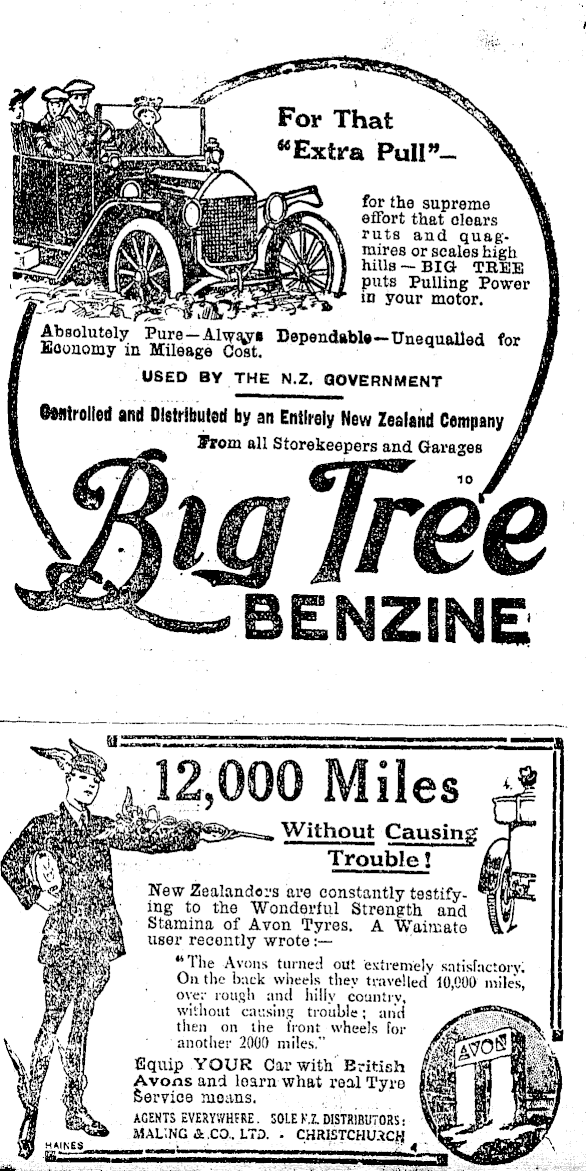 For That
"Extra Pull"—
for the supreme
effort that clears
ruts and quag-
mires or scales high
hills — BIG TREE
puts Pulling Power
in your motor.
Absolutely Pure—Always Dependable—Unequalled for
Economy in Mileage Cost.
USED BY THE N.Z. GOVERNMENT
Controlled and Distributed by an Entirely New Zealand Company
From all Storekeepers and Garages
10
Big Tree
BENZINE
12,000 Miles
Without Causing
Trouble!
New Zealanders are constantly testify-
ing to the Wonderful Strength and
Stamina of Avon Tyres. A Waimate
user recently wrote:—
"The Avons turned out extremely satisfactory.
On the back wheels they travelled 10,000 miles,
over rough and hilly country,
without causing trouble; and
then on the front wheels for
another 2000 miles."
AVON
Equip YOUR Car with British
Avons and learn what real Tyre
Service means.
AGENTS EVERYWHERE. SOLE N.Z. DISTRIBUTORS:
MALING & CO. LTD. - CHRISTCHURCH
4
HAINES